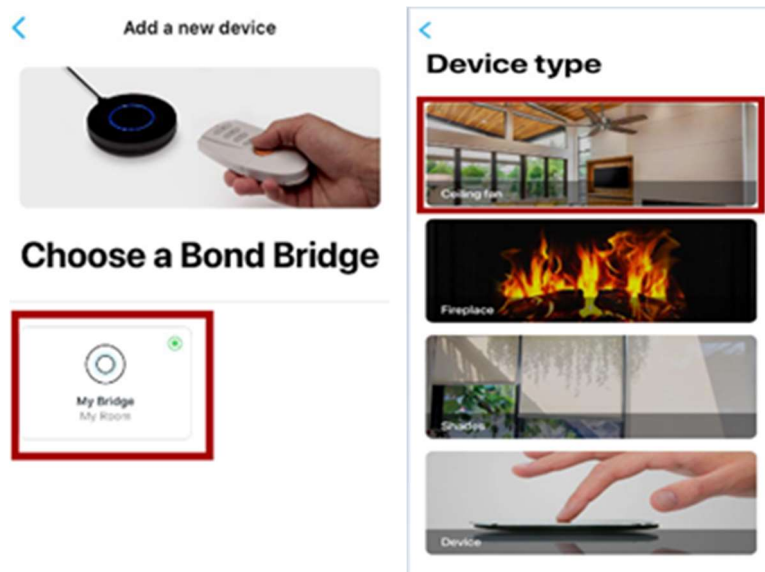 Add a new device
Choose a Bond Bridge
My Bridge
My Room
Device type
Ceiling fan
Fireplace
Shades
Device